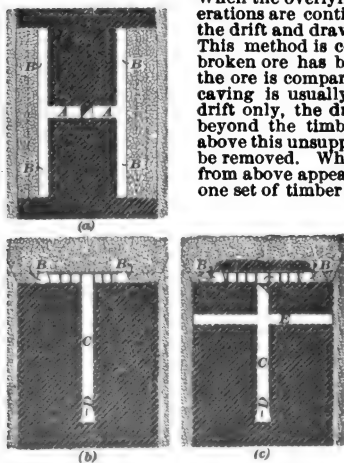 When the overlying
erations are conti
the drift and draw
This method is c
broken ore has b
the ore is compar
caving is usually
drift only, the dr
beyond the timb
above this unsupp
be removed. Wh
from above appea
one set of timber
B B
A A
B B
(a)
B B B B
C C
E
D D
(b) (c)